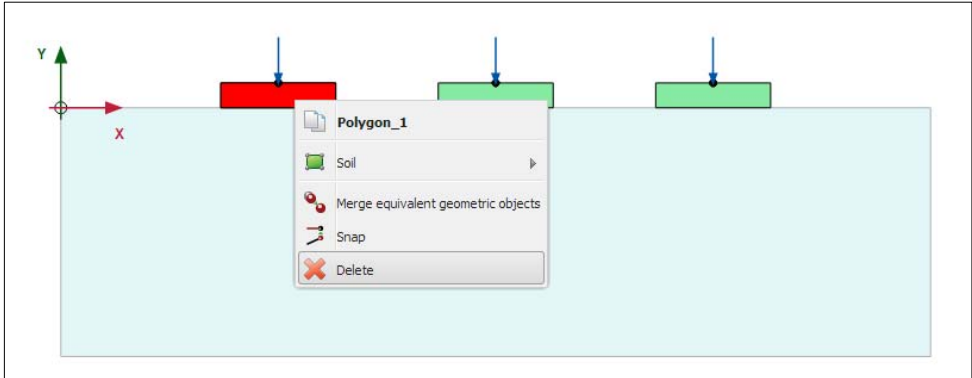 Y
X
Polygon_1
Soil
Merge equivalent geometric objects
Snap
Delete